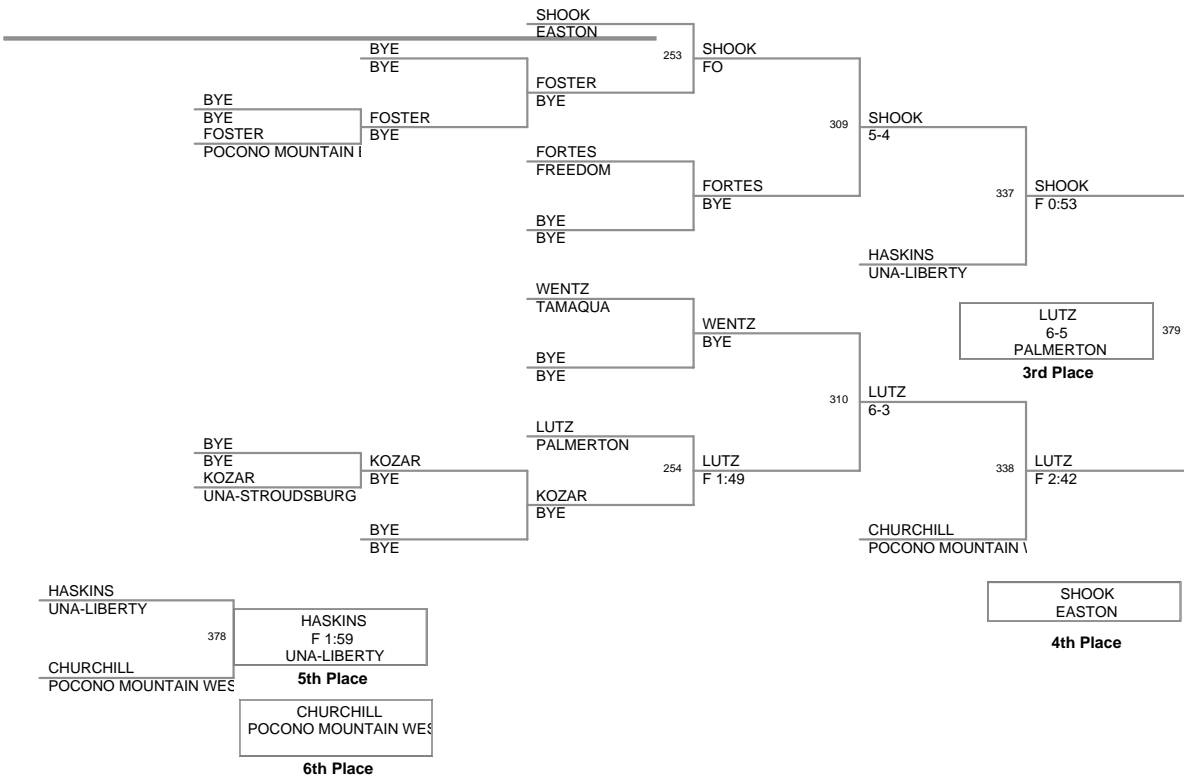 SHOOK
EASTON
BYE
BYE
253
SHOOK
FO
FOSTER
BYE
BYE
BYE
FOSTER
POCONO MOUNTAIN
FOSTER
BYE
309
SHOOK
5-4
FORTES
FREEDOM
FORTES
BYE
337
SHOOK
F 0:53
BYE
BYE
HASKINS
UNA-LIBERTY
WENTZ
TAMAQUA
WENTZ
BYE
LUTZ
6-5
PALMERTON
379
3rd Place
BYE
BYE
310
LUTZ
6-3
LUTZ
PALMERTON
BYE
BYE
KOZAR
UNA-STROUDSBURG
KOZAR
BYE
254
LUTZ
F 1:49
338
LUTZ
F 2:42
KOZAR
BYE
BYE
BYE
CHURCHILL
POCONO MOUNTAIN
HASKINS
UNA-LIBERTY
378
HASKINS
F 1:59
UNA-LIBERTY
5th Place
CHURCHILL
POCONO MOUNTAIN WES
SHOOK
EASTON
4th Place
CHURCHILL
POCONO MOUNTAIN WES
6th Place